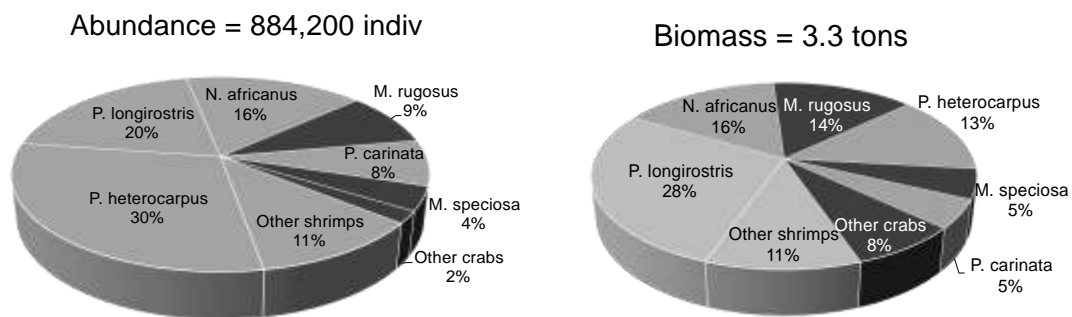 Abundance = 884,200 indiv
N. africanus
16%
M. rugosus
9%
P. longirostris
20%
P. carinata
8%
P. heterocarpus
30%
M. speciosa
4%
Other shrimps
11%
Other crabs
2%
Biomass = 3.3 tons
N. africanus
16%
M. rugosus
14%
P. heterocarpus
13%
P. longirostris
28%
M. speciosa
5%
Other crabs
8%
Other shrimps
11%
P. carinata
5%